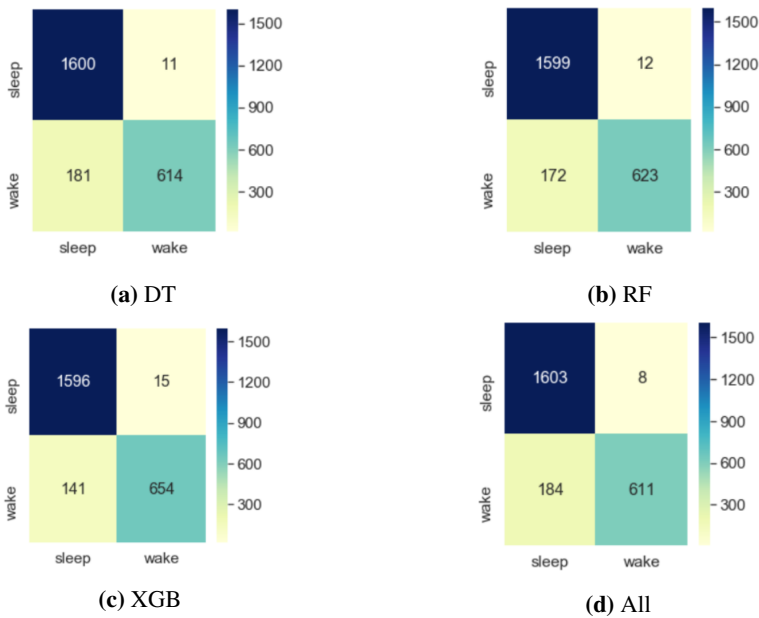 sleep 1600 11 1500
1200
900
wake 181 614 600
300
sleep wake
(a) DT
sleep 1599 12 1500
1200
900
wake 172 623 600
300
sleep wake
(b) RF
sleep 1596 15 1500
1200
900
wake 141 654 600
300
sleep wake
(c) XGB
sleep 1603 8 1500
1200
900
wake 184 611 600
300
sleep wake
(d) All